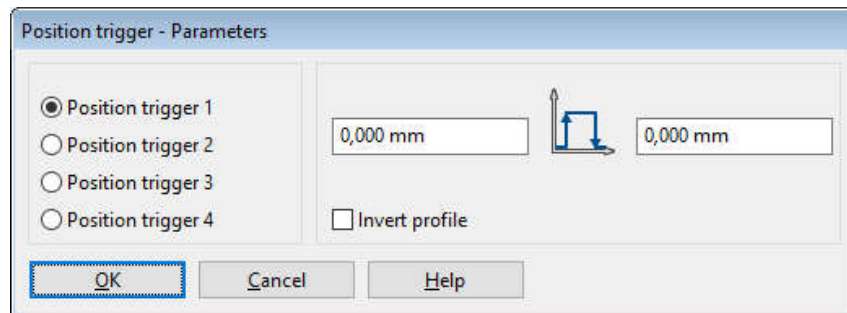 Position trigger - Parameters
Position trigger 1
Position trigger 2
Position trigger 3
Position trigger 4
0,000 mm
0,000 mm
Invert profile
OK
Cancel
Help